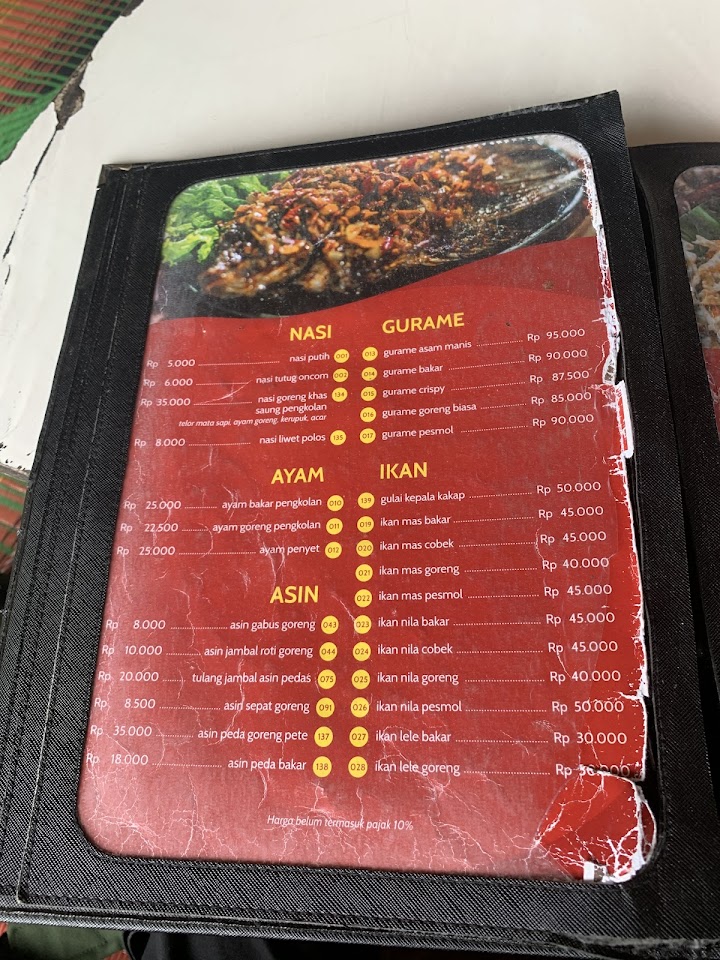 NASI
Rp 5.000 nasi putih 001
Rp 6.000 nasi tutug oncom 002
Rp 35.000 nasi goreng khas 134
saung pengkolan
telor mata sapi, ayam goreng, kerupuk, acar
Rp 8.000 nasi liwet polos 135
AYAM
Rp 25.000 ayam bakar pengkolan 010
Rp 22.500 ayam goreng pengkolan 011
Rp 25.000 ayam penyet 012
ASIN
Rp 8.000 asin gabus goreng 043
Rp 10.000 asin jambal roti goreng 044
Rp 20.000 tulang jambal asin pedas 075
Rp 8.500 asin sepat goreng 091
Rp 35.000 asin peda goreng pete 137
Rp 18.000 asin peda bakar 138
GURAME
013 gurame asam manis Rp 95.000
014 gurame bakar Rp 90.000
015 gurame crispy Rp 87.500
016 gurame goreng biasa Rp 85.000
017 gurame pesmol Rp 90.000
IKAN
139 gulai kepala kakap Rp 50.000
019 ikan mas bakar Rp 45.000
020 ikan mas cobek Rp 45.000
021 ikan mas goreng Rp 40.000
022 ikan mas pesmol Rp 45.000
023 ikan nila bakar Rp 45.000
024 ikan nila cobek Rp 45.000
025 ikan nila goreng Rp 40.000
026 ikan nila pesmol Rp 50.000
027 ikan lele bakar Rp 30.000
028 ikan lele goreng Rp
Harga belum termasuk pajak 10%